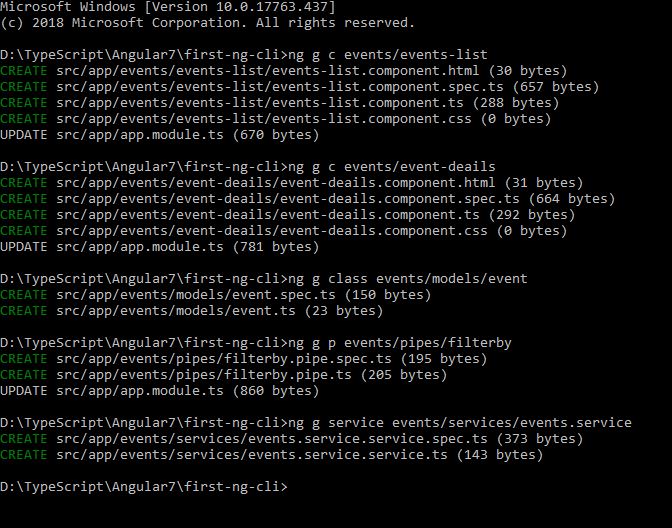 Microsoft Windows [Version 10.0.17763.437]
(c) 2018 Microsoft Corporation. All rights reserved.
D:\TypeScript\Angular7\first-ng-cli>ng g c events/events-list
CREATE src/app/events/events-list/events-list.component.html (30 bytes)
CREATE src/app/events/events-list/events-list.component.spec.ts (657 bytes)
CREATE src/app/events/events-list/events-list.component.ts (288 bytes)
CREATE src/app/events/events-list/events-list.component.css (0 bytes)
UPDATE src/app/app.module.ts (670 bytes)
D:\TypeScript\Angular7\first-ng-cli>ng g c events/event-deails
CREATE src/app/events/event-deails/event-deails.component.html (31 bytes)
CREATE src/app/events/event-deails/event-deails.component.spec.ts (664 bytes)
CREATE src/app/events/event-deails/event-deails.component.ts (292 bytes)
CREATE src/app/events/event-deails/event-deails.component.css (0 bytes)
UPDATE src/app/app.module.ts (781 bytes)
D:\TypeScript\Angular7\first-ng-cli>ng g class events/models/event
CREATE src/app/events/models/event.spec.ts (150 bytes)
CREATE src/app/events/models/event.ts (23 bytes)
D:\TypeScript\Angular7\first-ng-cli>ng g p events/pipes/filterby
CREATE src/app/events/pipes/filterby.pipe.spec.ts (195 bytes)
CREATE src/app/events/pipes/filterby.pipe.ts (205 bytes)
UPDATE src/app/app.module.ts (860 bytes)
D:\TypeScript\Angular7\first-ng-cli>ng g service events/services/events.service
CREATE src/app/events/services/events.service.service.spec.ts (373 bytes)
CREATE src/app/events/services/events.service.service.ts (143 bytes)
D:\TypeScript\Angular7\first-ng-cli>